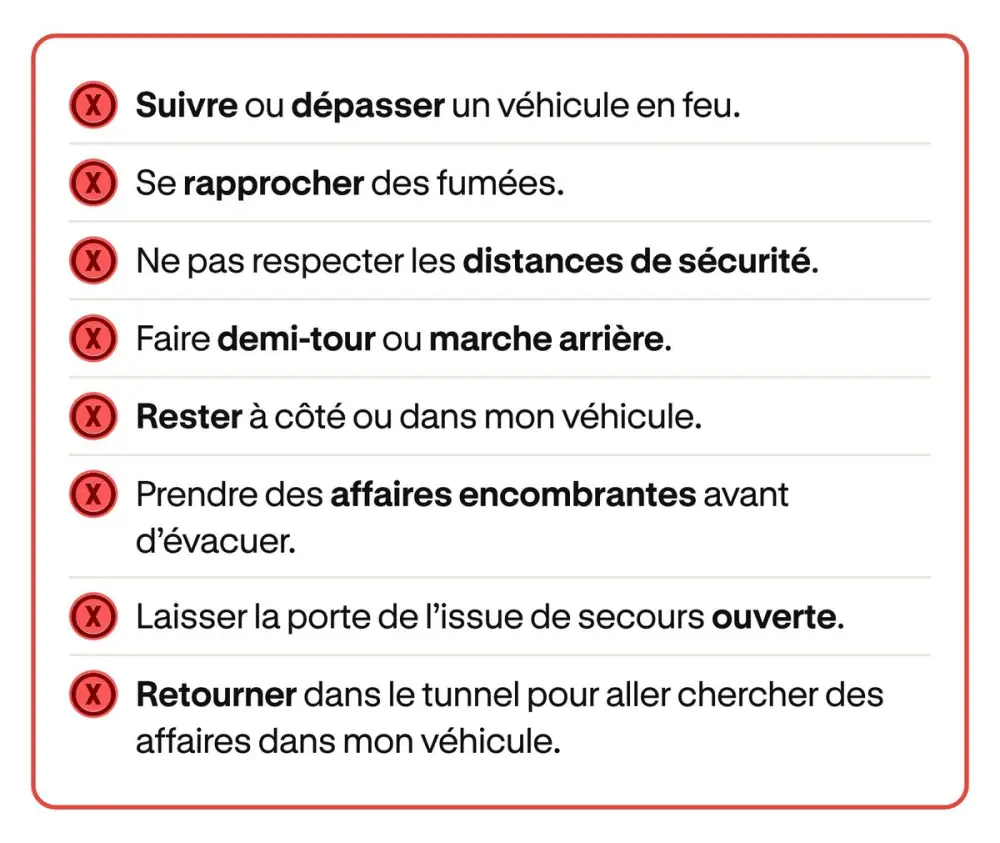 X Suivre ou dépasser un véhicule en feu.
X Se rapprocher des fumées.
X Ne pas respecter les distances de sécurité.
X Faire demi-tour ou marche arrière.
X Rester à côté ou dans mon véhicule.
X Prendre des affaires encombrantes avant
d’évacuer.
X Laisser la porte de l’issue de secours ouverte.
X Retourner dans le tunnel pour aller chercher des
affaires dans mon véhicule.